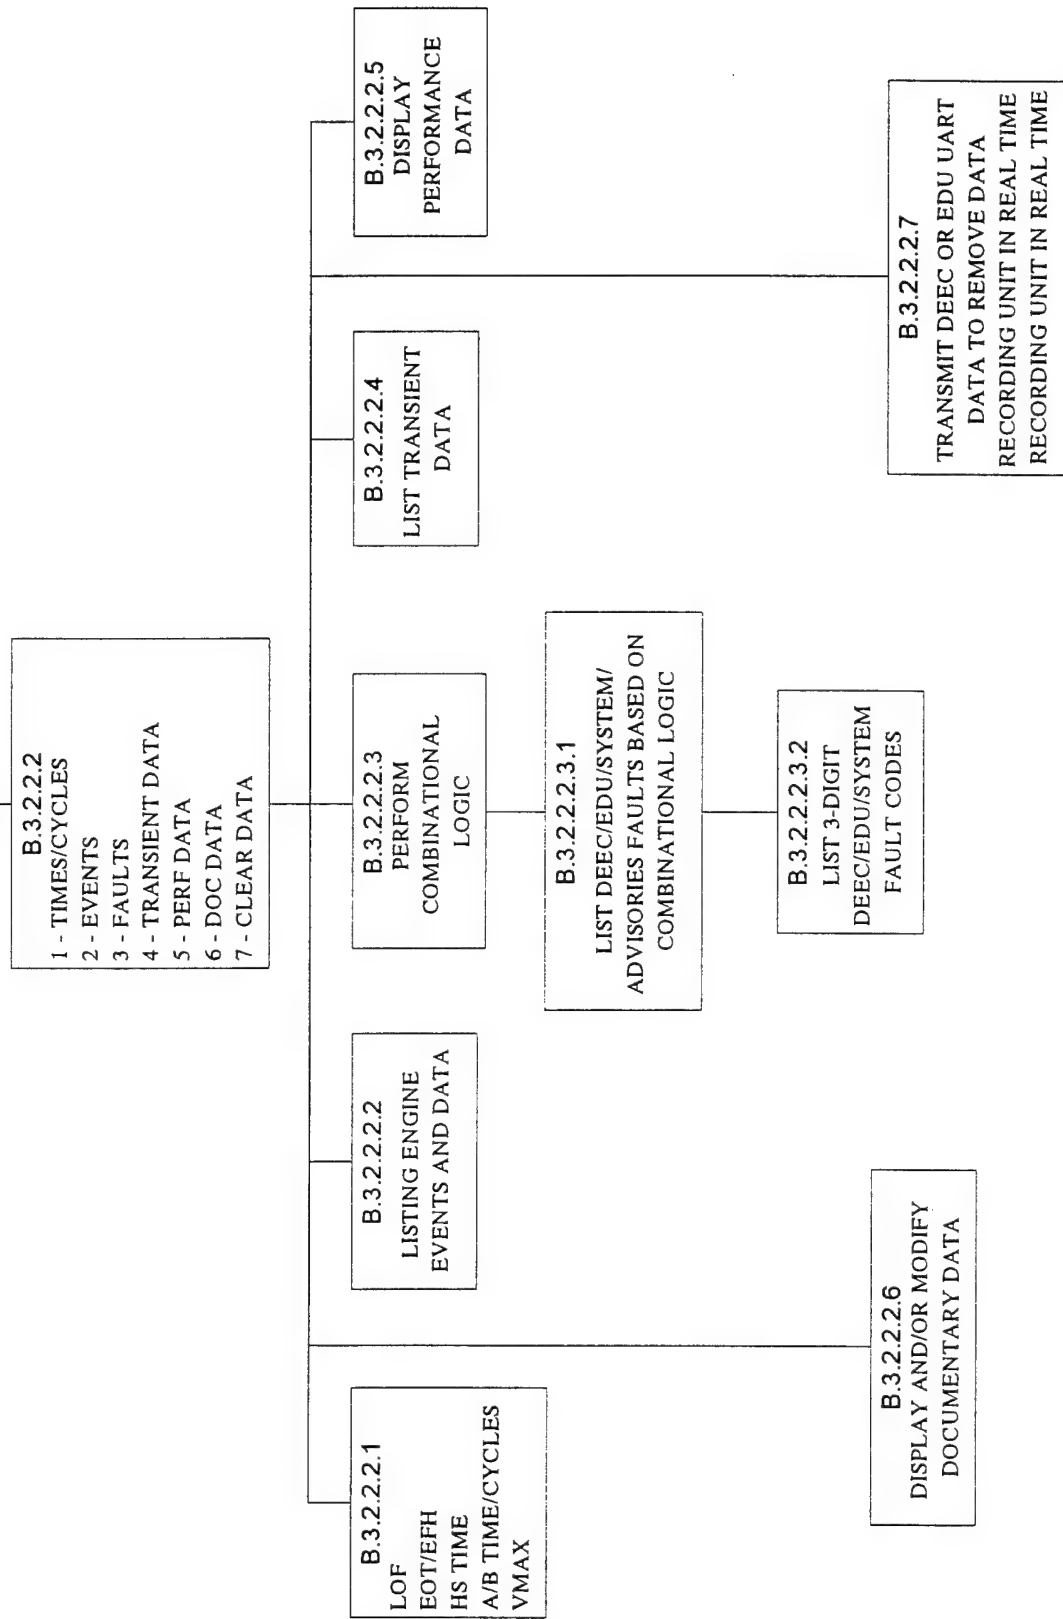 B.3.2.2.2
1 - TIMES/CYCLES
2 - EVENTS
3 - FAULTS
4 - TRANSIENT DATA
5 - PERF DATA
6 - DOC DATA
7 - CLEAR DATA
B.3.2.2.2.1
LOF
EOT/EFH
HS TIME
A/B TIME/CYCLES
VMAX
B.3.2.2.2.2
LISTING ENGINE
EVENTS AND DATA
B.3.2.2.2.3
PERFORM
COMBINATIONAL
LOGIC
B.3.2.2.2.4
LIST TRANSIENT
DATA
B.3.2.2.2.5
DISPLAY
PERFORMANCE
DATA
B.3.2.2.2.3.1
LIST DEEC/EDU/SYSTEM/
ADVISORIES FAULTS BASED ON
COMBINATIONAL LOGIC
B.3.2.2.2.3.2
LIST 3-DIGIT
DEEC/EDU/SYSTEM
FAULT CODES
B.3.2.2.2.6
DISPLAY AND/OR MODIFY
DOCUMENTARY DATA
B.3.2.2.2.7
TRANSMIT DEEC OR EDU UART
DATA TO REMOVE DATA
RECORDING UNIT IN REAL TIME
RECORDING UNIT IN REAL TIME